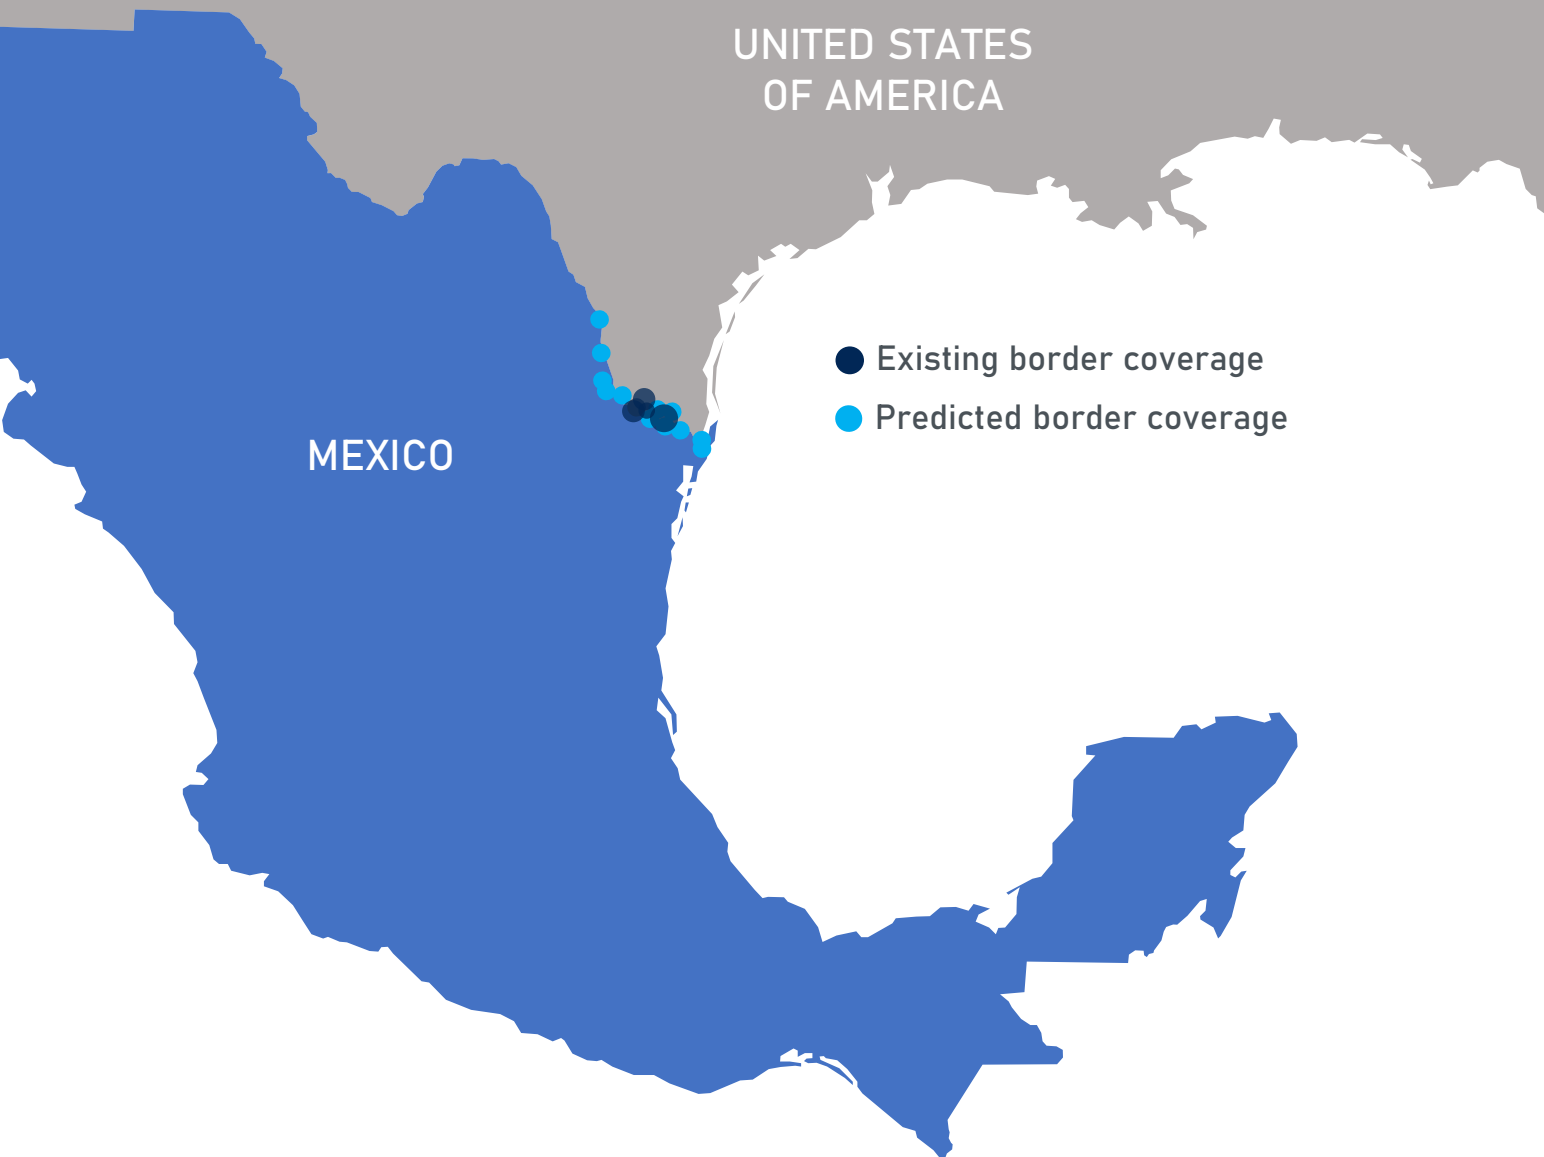 UNITED STATES
OF AMERICA
Existing border coverage
Predicted border coverage
MEXICO